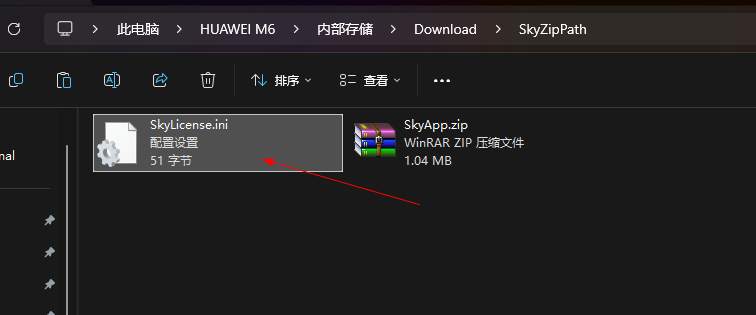 此电脑 > HUAWEI M6 > 内部存储 > Download > SkyZipPath
排序 查看
nal
SkyLicense.ini
配置设置
51 字节
SkyApp.zip
WinRAR ZIP 压缩文件
1.04 MB